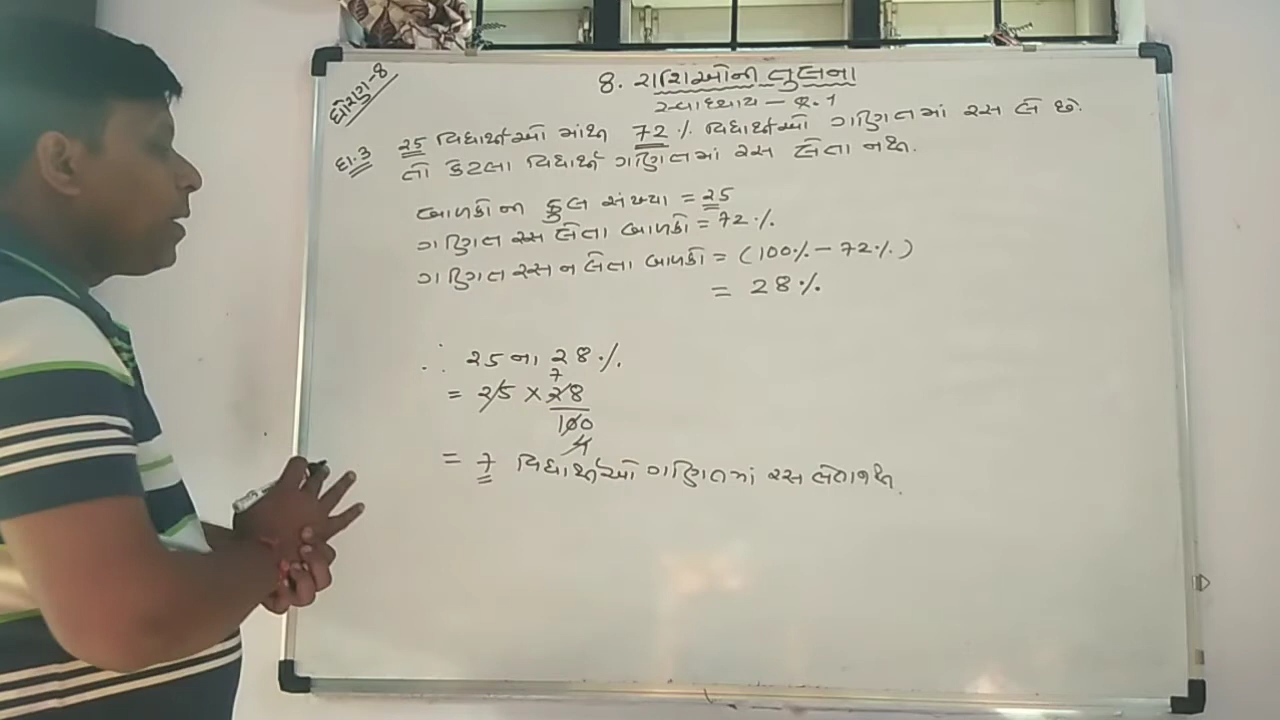 ધોરણ-8
8. રાશિઓની તુલના
સ્વાધ્યાય - 8.1
દા.3 25 વિદ્યાર્થીઓ માંથી 72% વિદ્યાર્થીઓ ગણિતમાં રસ લે છે.
તો કેટલા વિદ્યાર્થી ગણિતમાં રસ લેતા નથી.
બાળકોની કુલ સંખ્યા = 25
ગણિત રસ લેતા બાળકો = 72%
ગણિત રસ ન લેતા બાળકો = (100% - 72%)
= 28%
∴ 25 ના 28%
7
= 25 × 28
100
4
= 7 વિદ્યાર્થીઓ ગણિતમાં રસ લેતા નથી.